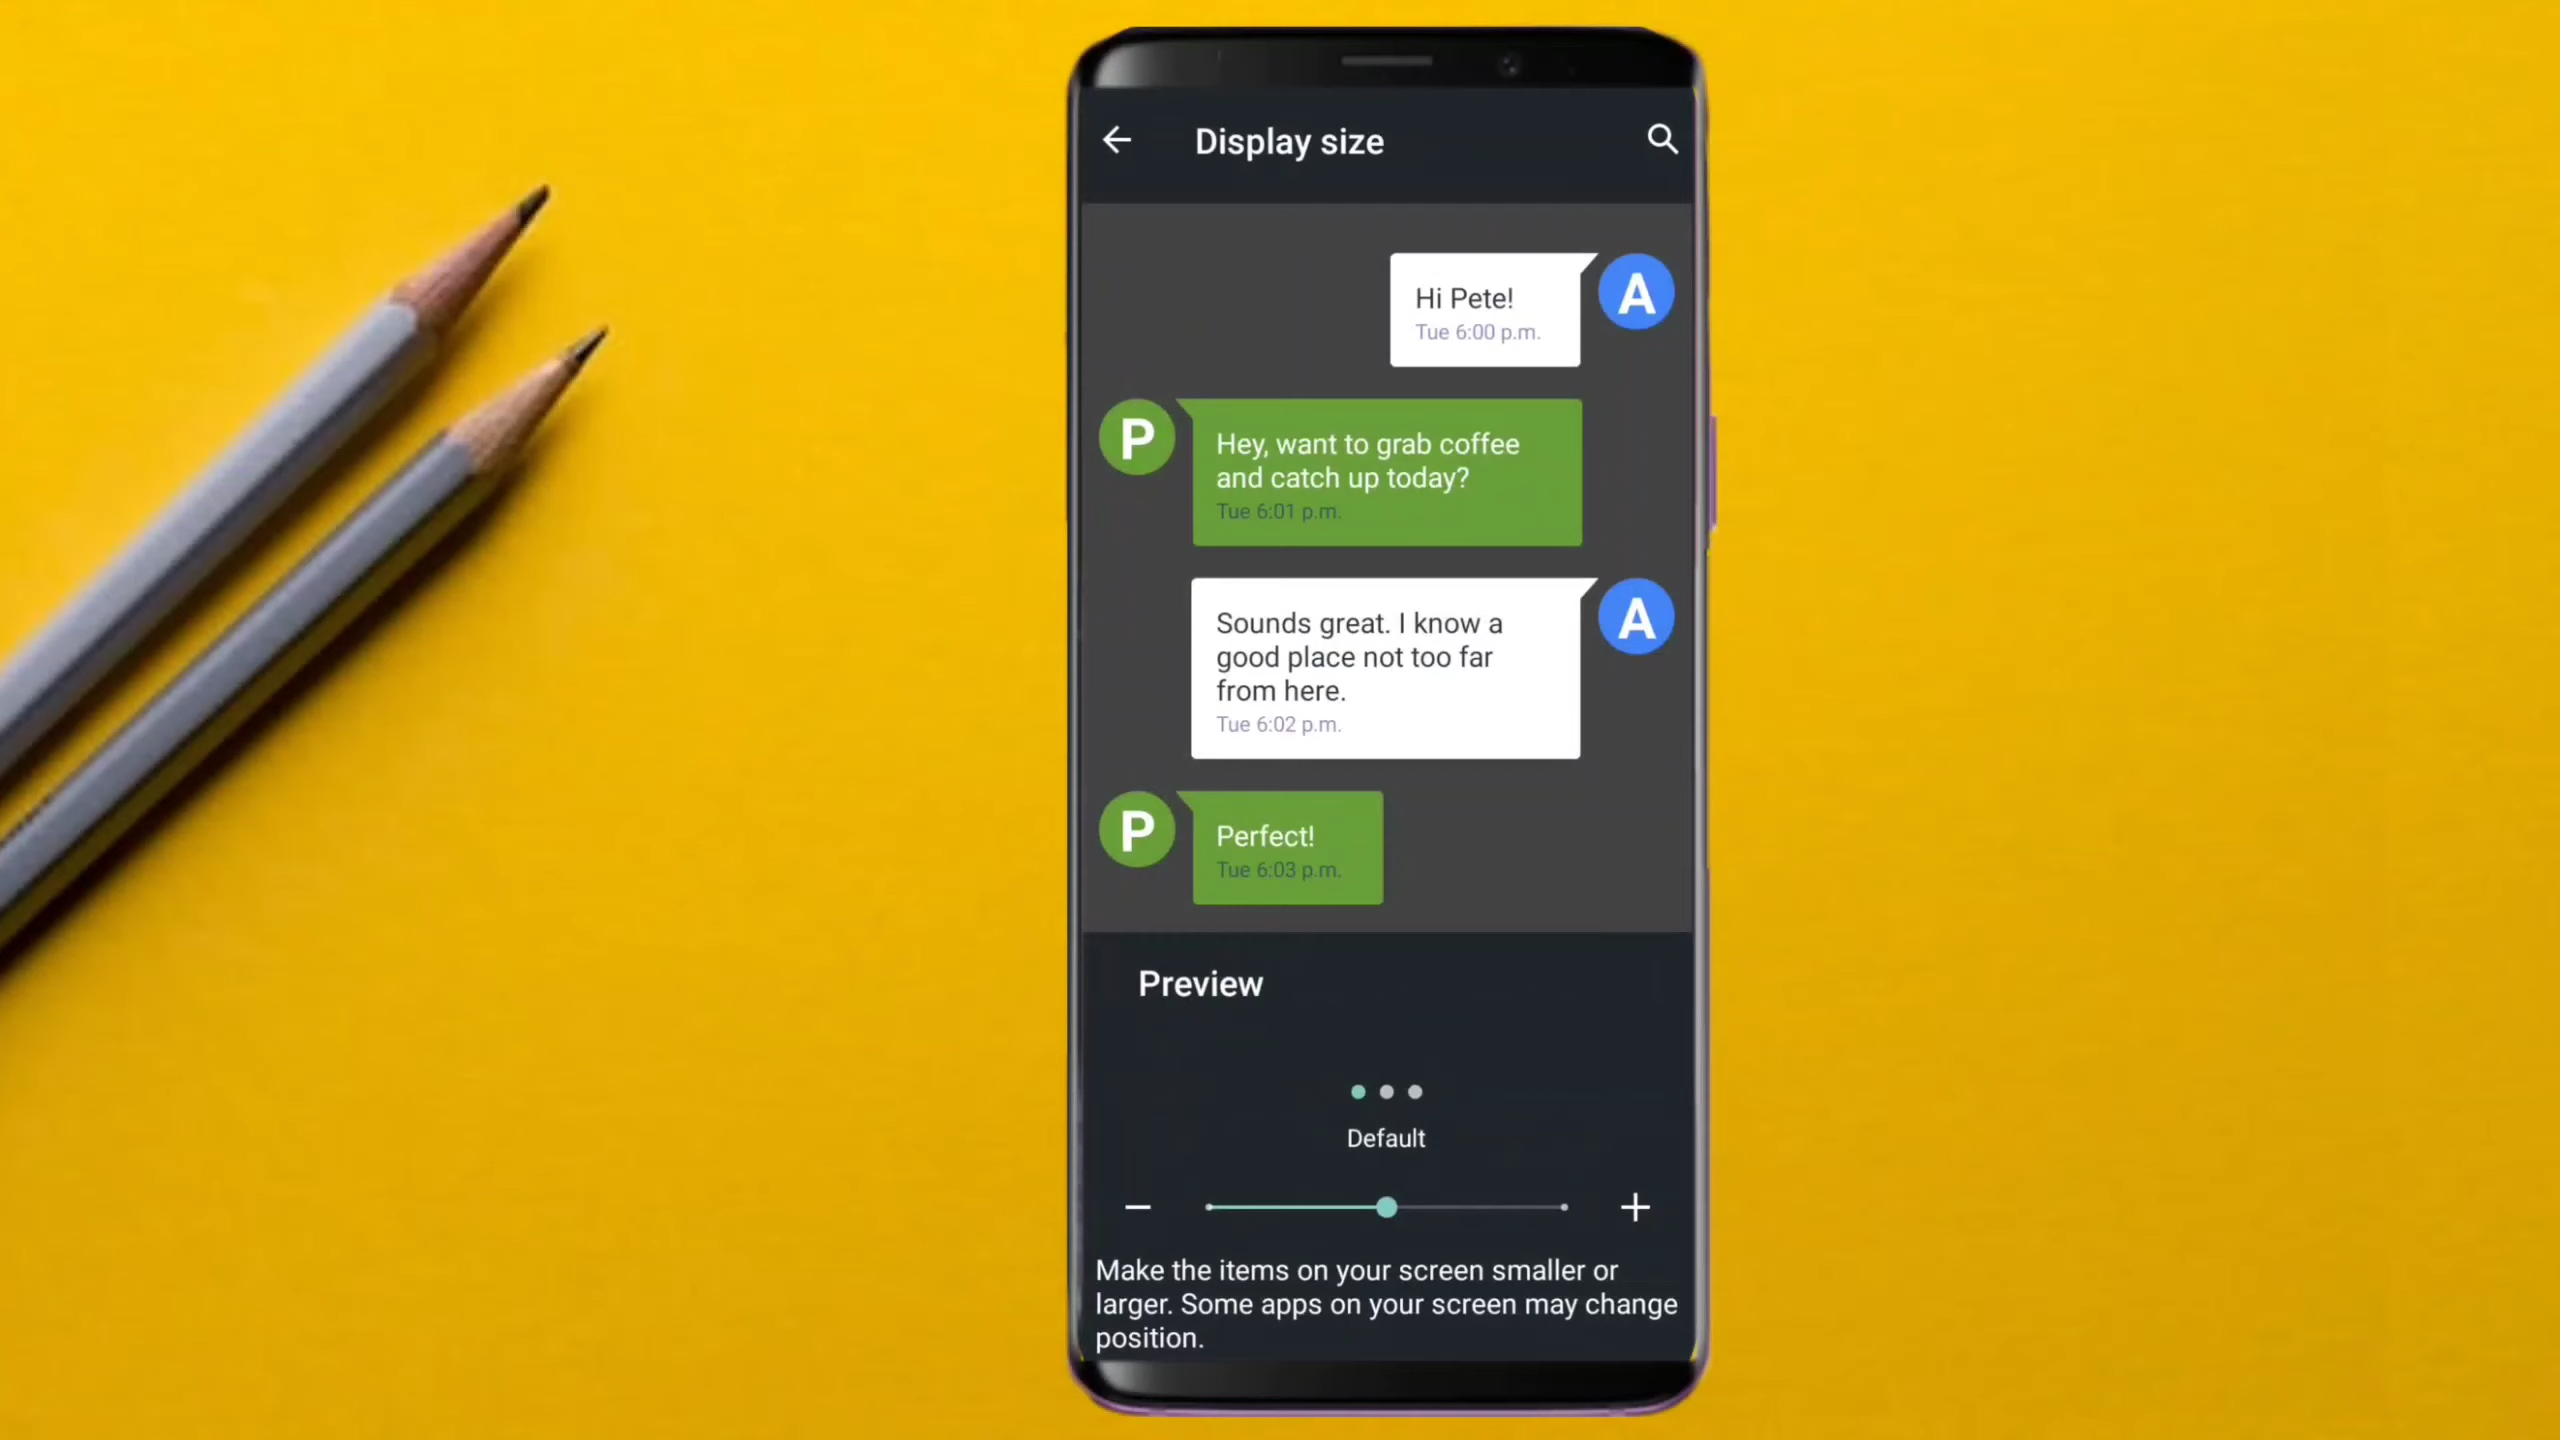 Display size
Hi Pete!
A
Tue 6:00 p.m.
P
Hey, want to grab coffee
and catch up today?
Tue 6:01 p.m.
Sounds great. I know a
A
good place not too far
from here.
Tue 6:02 p.m.
P
Perfect!
Tue 6:03 p.m.
Preview
Default
Make the items on your screen smaller or
larger. Some apps on your screen may change
position.